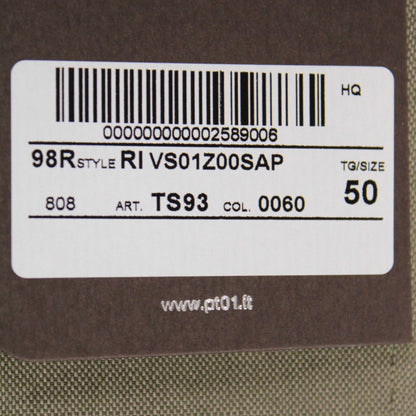 HQ
000000000002589006
98R STYLE RI VS01Z00SAP TG/SIZE
808 ART. TS93 COL. 0060 50
www.pt01.it